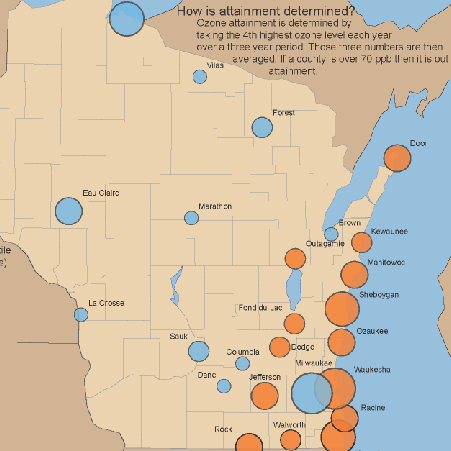 How is attainment determined?
Ozone attainment is determined by
taking the 4th highest ozone level each year
over a three year period. Those three numbers are then
averaged. If a county is over 70 ppb then it is out
attainment.
Vilas
Forest
Door
Eau Claire
Marathon
Brown
Kewaunee
Outagamie
Manitowoc
Sheboygan
La Crosse
Fond du Lac
Ozaukee
Sauk
Columbia
Dodge
Milwaukee
Waukesha
Dane
Jefferson
Racine
Rock
Walworth